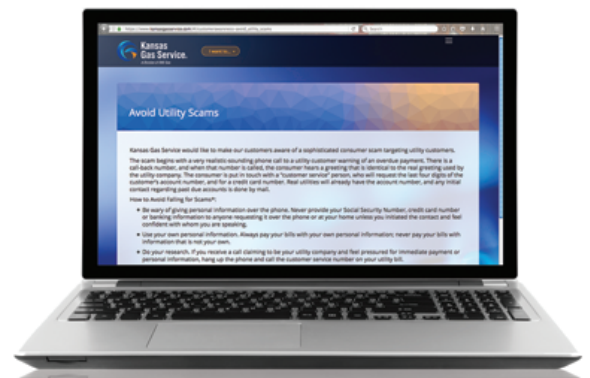 Kansas
Gas Service.
I want to...
Search
Avoid Utility Scams
Kansas Gas Service would like to make our customers aware of a sophisticated consumer scam targeting utility customers.
The scam begins with a very realistic-sounding phone call to a utility customer warning of an overdue payment. There is a
call-back number, and when that number is called, the consumer hears a greeting that is identical to the real greeting used by
the utility company. The consumer is put in touch with a "customer service" person, who will request the last four digits of the
customer's account number, and for a credit card number. Real utilities will already have the account number, and any initial
contact regarding past due accounts is done by mail.
How to Avoid Falling for Scams*:
• Be wary of giving personal information over the phone. Never provide your Social Security Number, credit card number
or banking information to anyone requesting it over the phone or at your home unless you initiated the contact and feel
confident with whom you are speaking.
• Use your own personal information. Always pay your bills with your own personal information; never pay your bills with
information that is not your own.
• Do your research. If you receive a call claiming to be your utility company and feel pressured for immediate payment or
personal information, hang up the phone and call the customer service number on your utility bill.